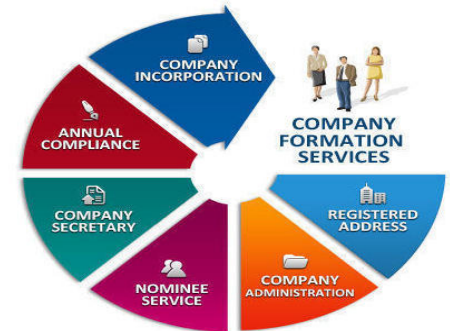 COMPANY
INCORPORATION
COMPANY
FORMATION
SERVICES
ANNUAL
COMPLIANCE
COMPANY
SECRETARY
NOMINEE
SERVICE
COMPANY
ADMINISTRATION
REGISTERED
ADDRESS